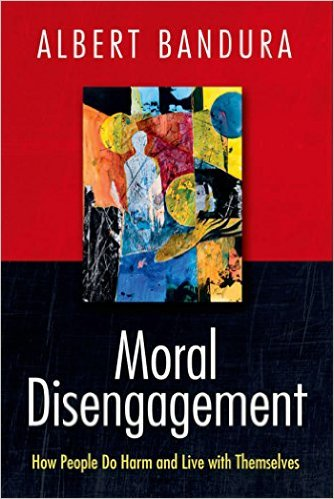 ALBERT BANDURA
Moral
Disengagement
How People Do Harm and Live with Themselves